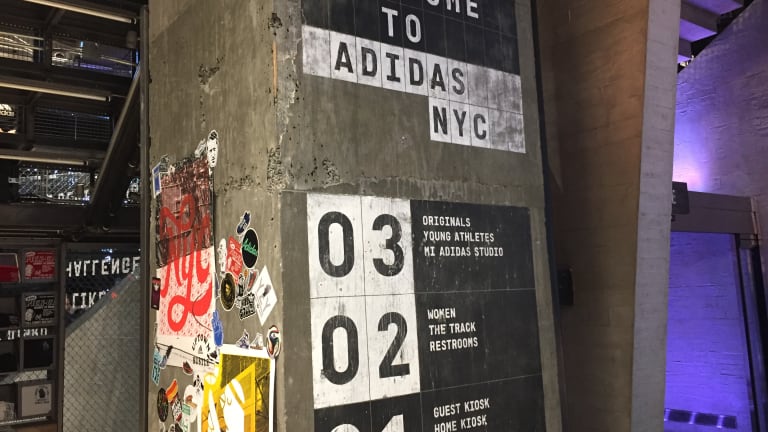 TO
ADIDAS
NYC
03
ORIGINALS
YOUNG ATHLETES
MI ADIDAS STUDIO
02
WOMEN
THE TRACK
RESTROOMS
GUEST KIOSK
HOME KIOSK